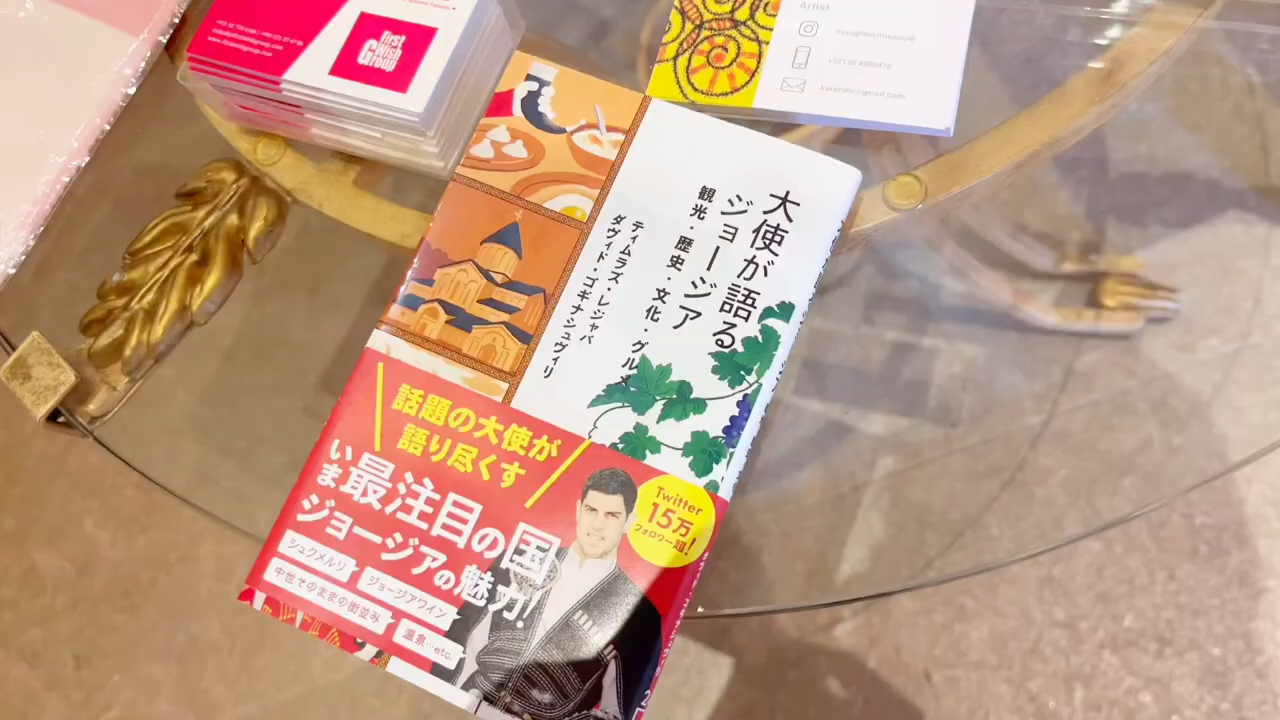 First
Wish
Group
Artist
大使が語る
ジョージア
観光・歴史・文化・グルメ
ティムラズ・レジャバ
ダヴィド・ゴギナシュヴィリ
話題の大使が
語り尽くす
いま最注目の国
ジョージアの魅力!
シュクメルリ
ジョージアワイン
中世そのままの街並み
温泉…etc.
Twitter
15万
フォロワー超!